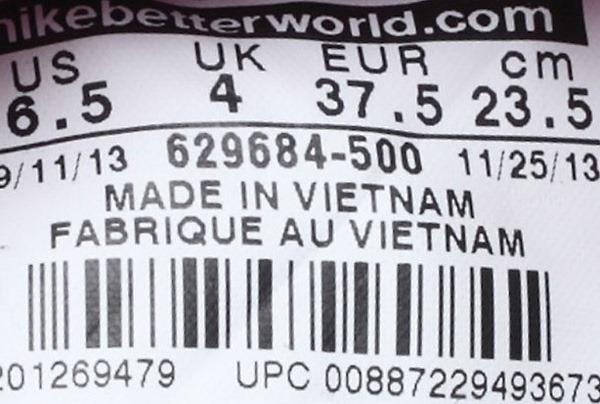 nikebetterworld.com
US UK EUR cm
6.5 4 37.5 23.5
9/11/13 629684-500 11/25/13
MADE IN VIETNAM
FABRIQUE AU VIETNAM
201269479 UPC 00887229493673